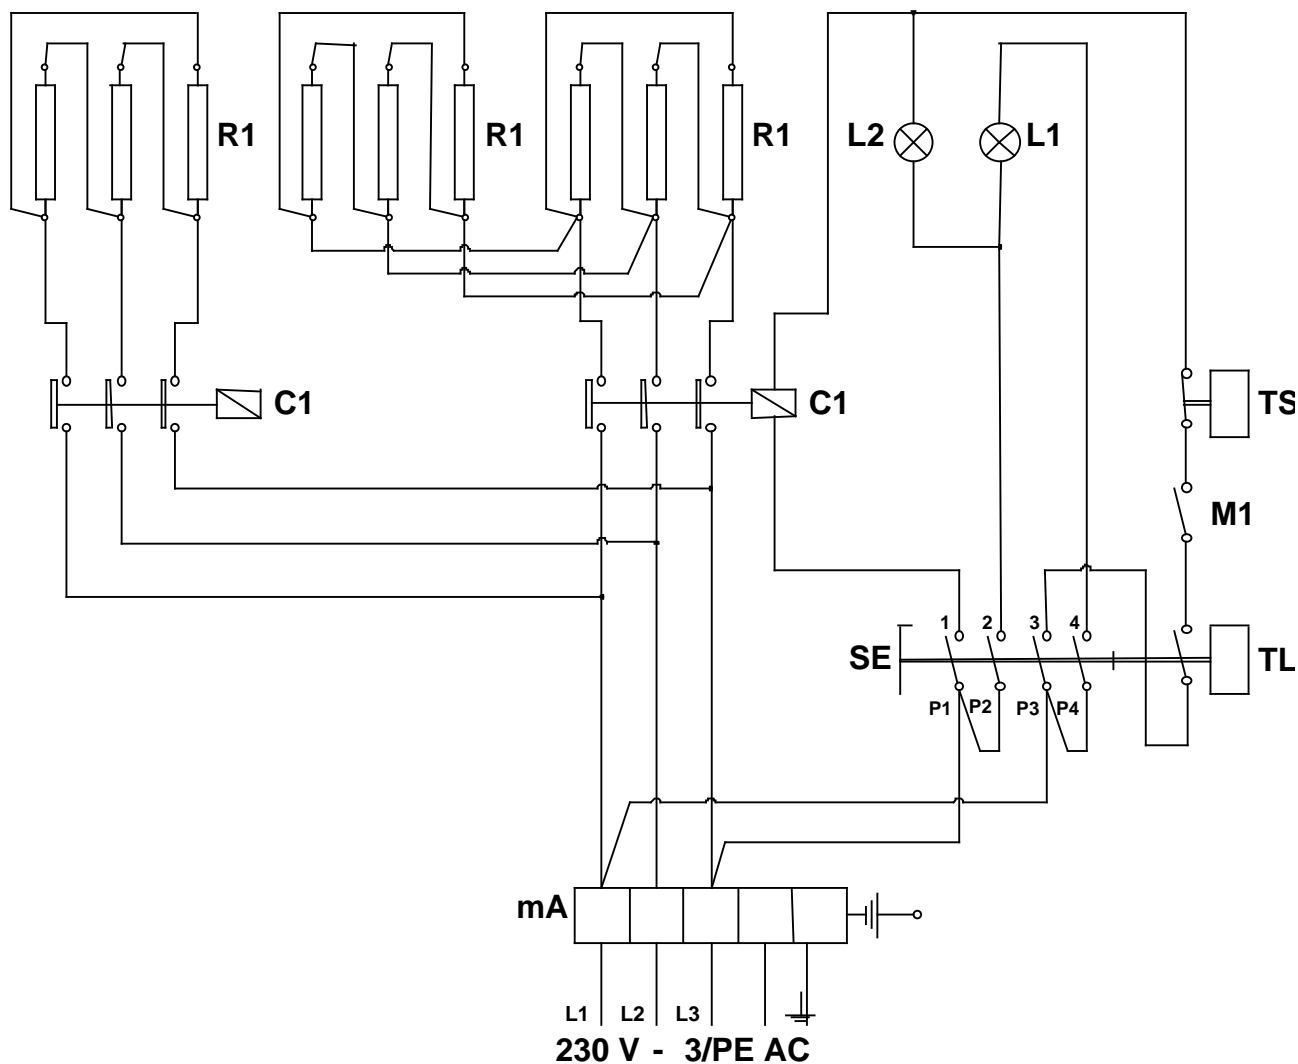 R1 R1 R1 L2 L1
C1 C1 TS
M1
1 2 3 4
SE TL
P1 P2 P3 P4
mA
L1 L2 L3
230 V - 3/PE AC